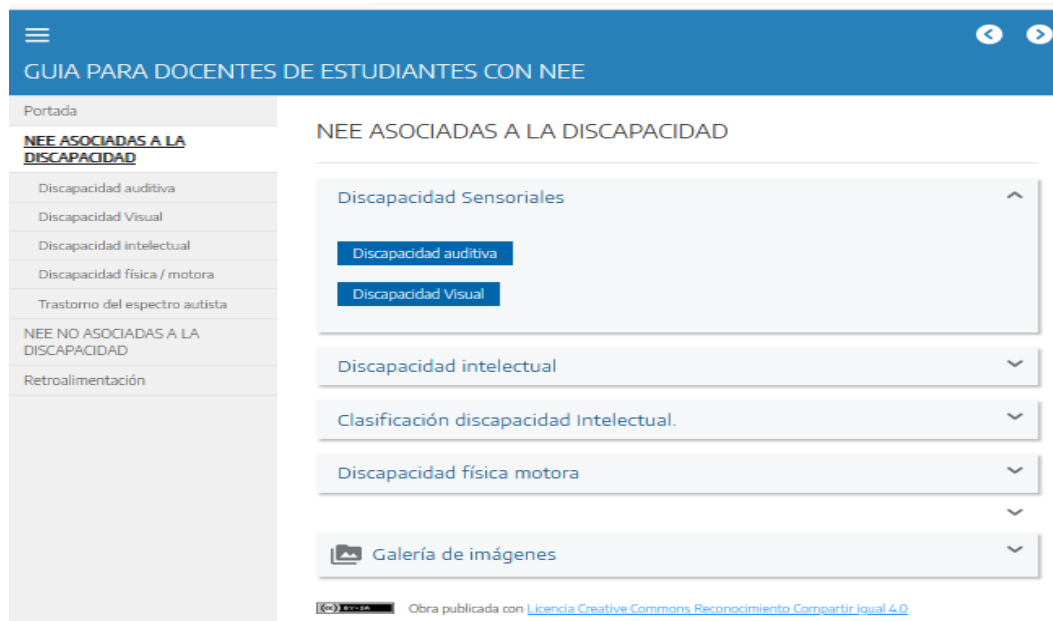 GUIA PARA DOCENTES DE ESTUDIANTES CON NEE
Portada
NEE ASOCIADAS A LA
DISCAPACIDAD
Discapacidad auditiva
Discapacidad Visual
Discapacidad intelectual
Discapacidad física / motora
Trastorno del espectro autista
NEE NO ASOCIADAS A LA
DISCAPACIDAD
Retroalimentación
NEE ASOCIADAS A LA DISCAPACIDAD
Discapacidad Sensoriales
Discapacidad auditiva
Discapacidad Visual
Discapacidad intelectual
Clasificación discapacidad Intelectual.
Discapacidad física motora
Galería de imágenes
(cc) BY-SA Obra publicada con Licencia Creative Commons Reconocimiento Compartir igual 4.0